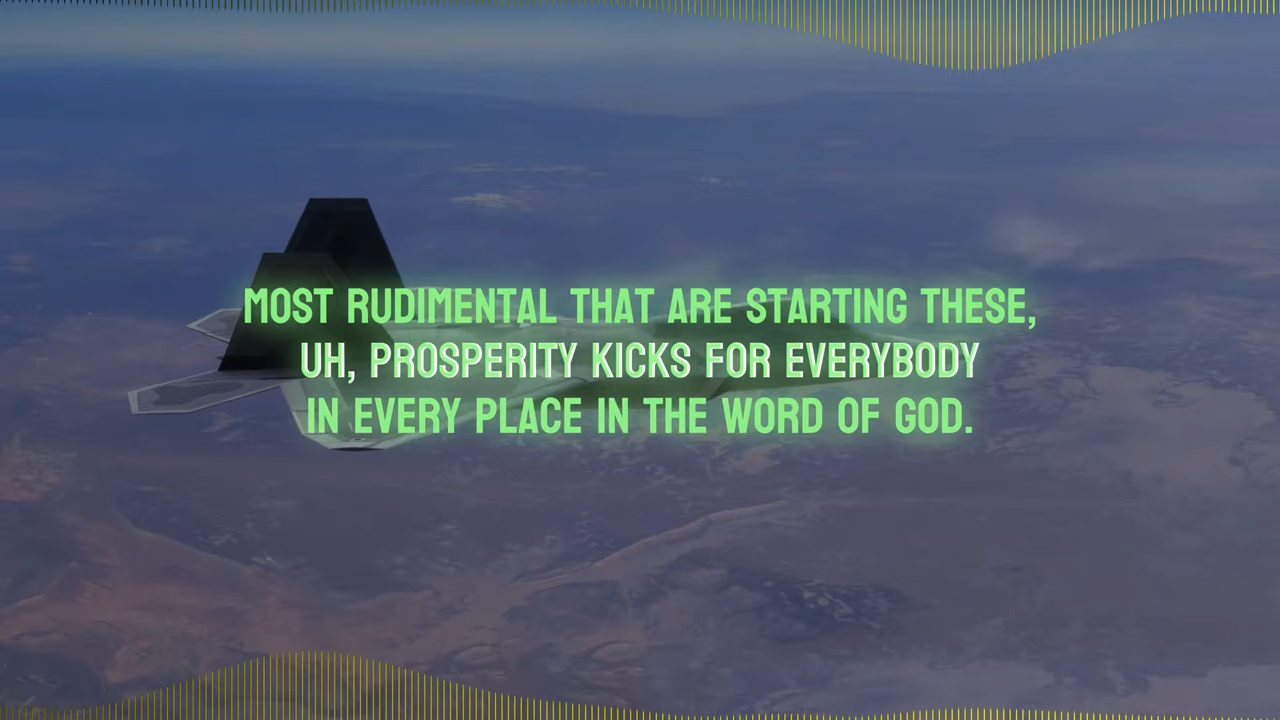 MOST RUDIMENTAL THAT ARE STARTING THESE,
UH, PROSPERITY KICKS FOR EVERYBODY
IN EVERY PLACE IN THE WORD OF GOD.